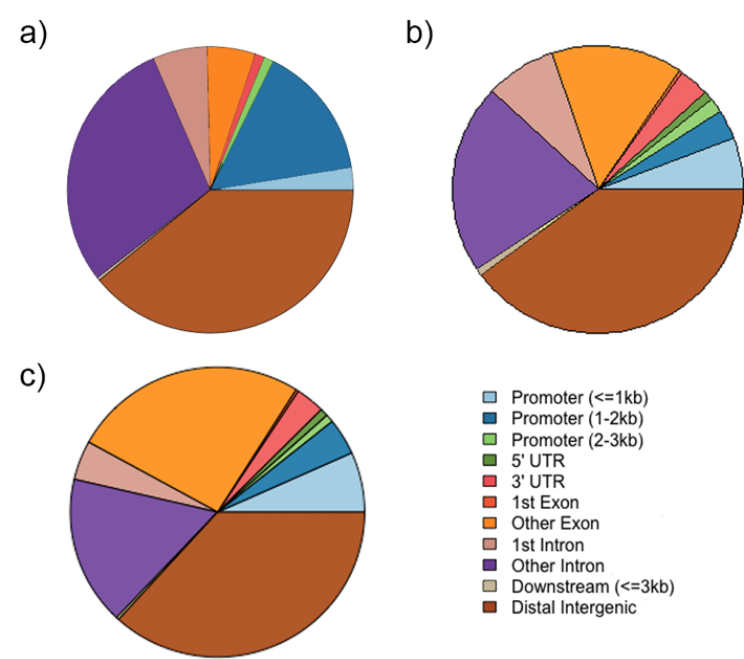 a)
b)
c)
Promoter (<=1kb)
Promoter (1-2kb)
Promoter (2-3kb)
5' UTR
3' UTR
1st Exon
Other Exon
1st Intron
Other Intron
Downstream (<=3kb)
Distal Intergenic